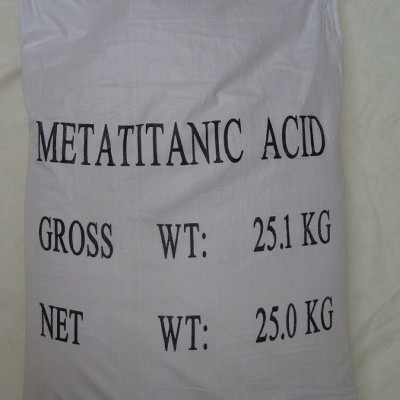 METATITANIC ACID
GROSS WT: 25.1 KG
NET WT: 25.0 KG